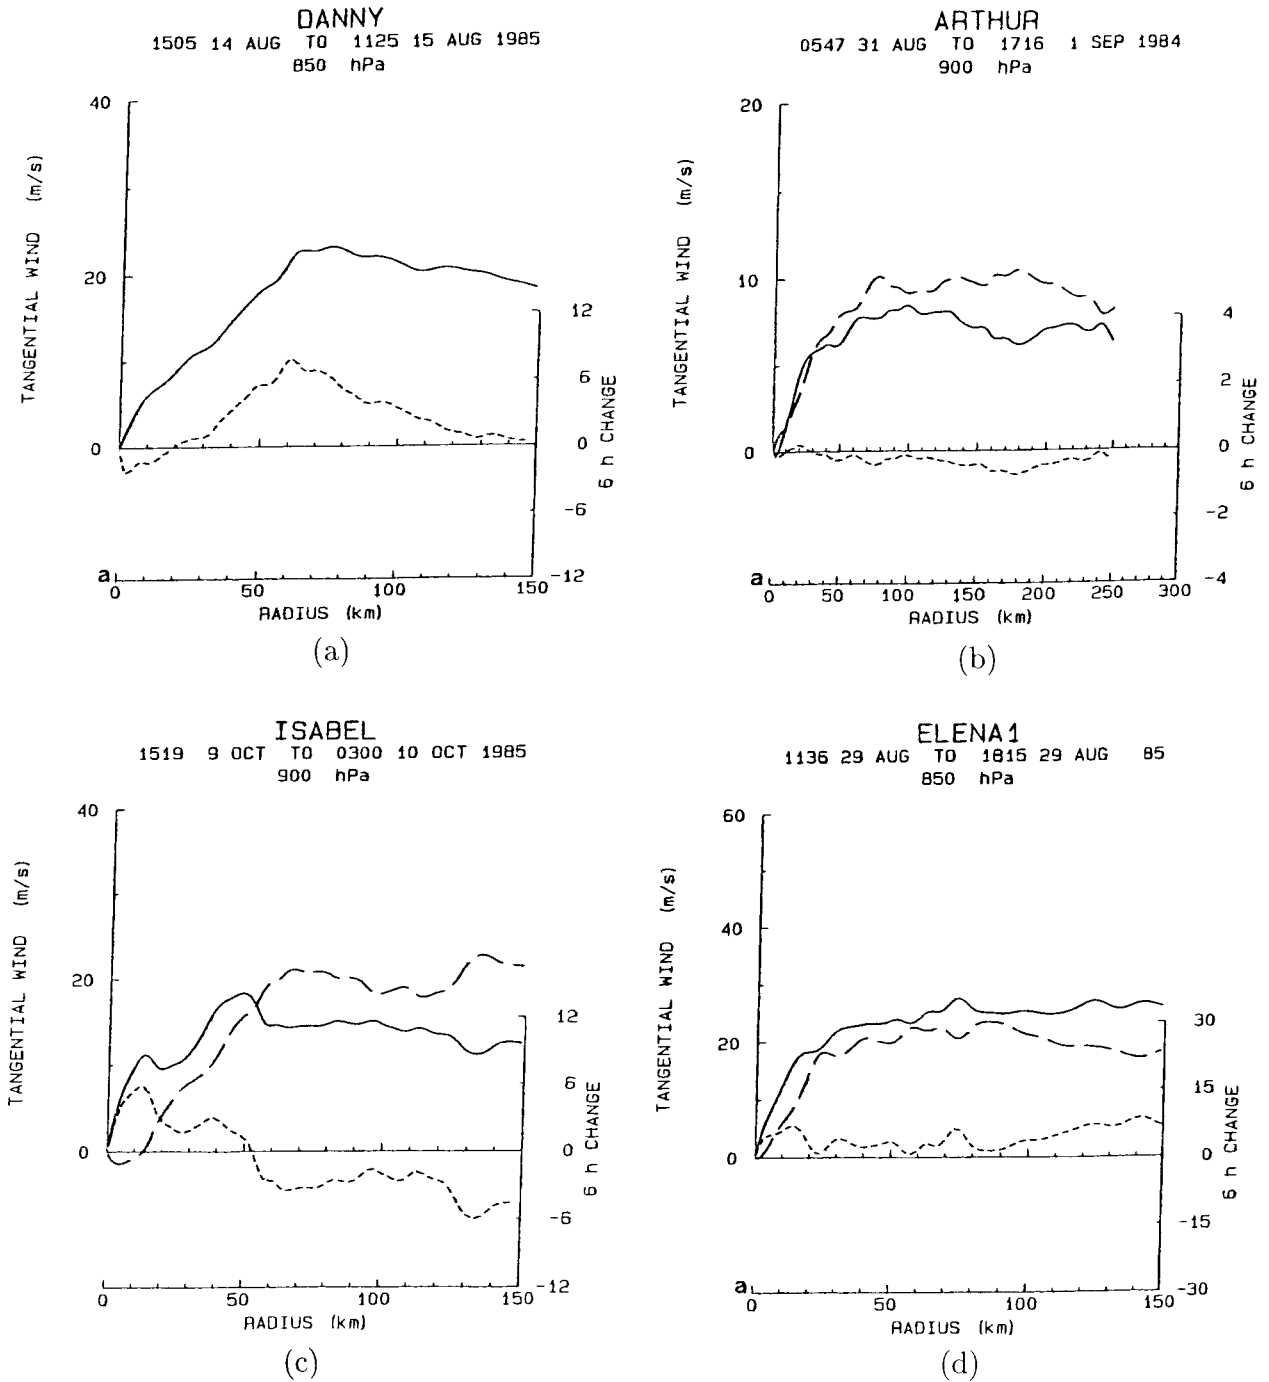 DANNY
1505 14 AUG TO 1125 15 AUG 1985
850 hPa
40
20
0
TANGENTIAL WIND (m/s)
12
6
0
-6
-12
6 h CHANGE
a
0 50 100 150
RADIUS (km)
(a)
ARTHUR
0547 31 AUG TO 1716 1 SEP 1984
900 hPa
20
10
0
TANGENTIAL WIND (m/s)
4
2
0
-2
-4
6 h CHANGE
a
0 50 100 150 200 250 300
RADIUS (km)
(b)
ISABEL
1519 9 OCT TO 0300 10 OCT 1985
900 hPa
40
20
0
TANGENTIAL WIND (m/s)
12
6
0
-6
-12
6 h CHANGE
0 50 100 150
RADIUS (km)
(c)
ELENA1
1136 29 AUG TO 1815 29 AUG 85
850 hPa
60
40
20
0
TANGENTIAL WIND (m/s)
30
15
0
-15
-30
6 h CHANGE
a
0 50 100 150
RADIUS (km)
(d)